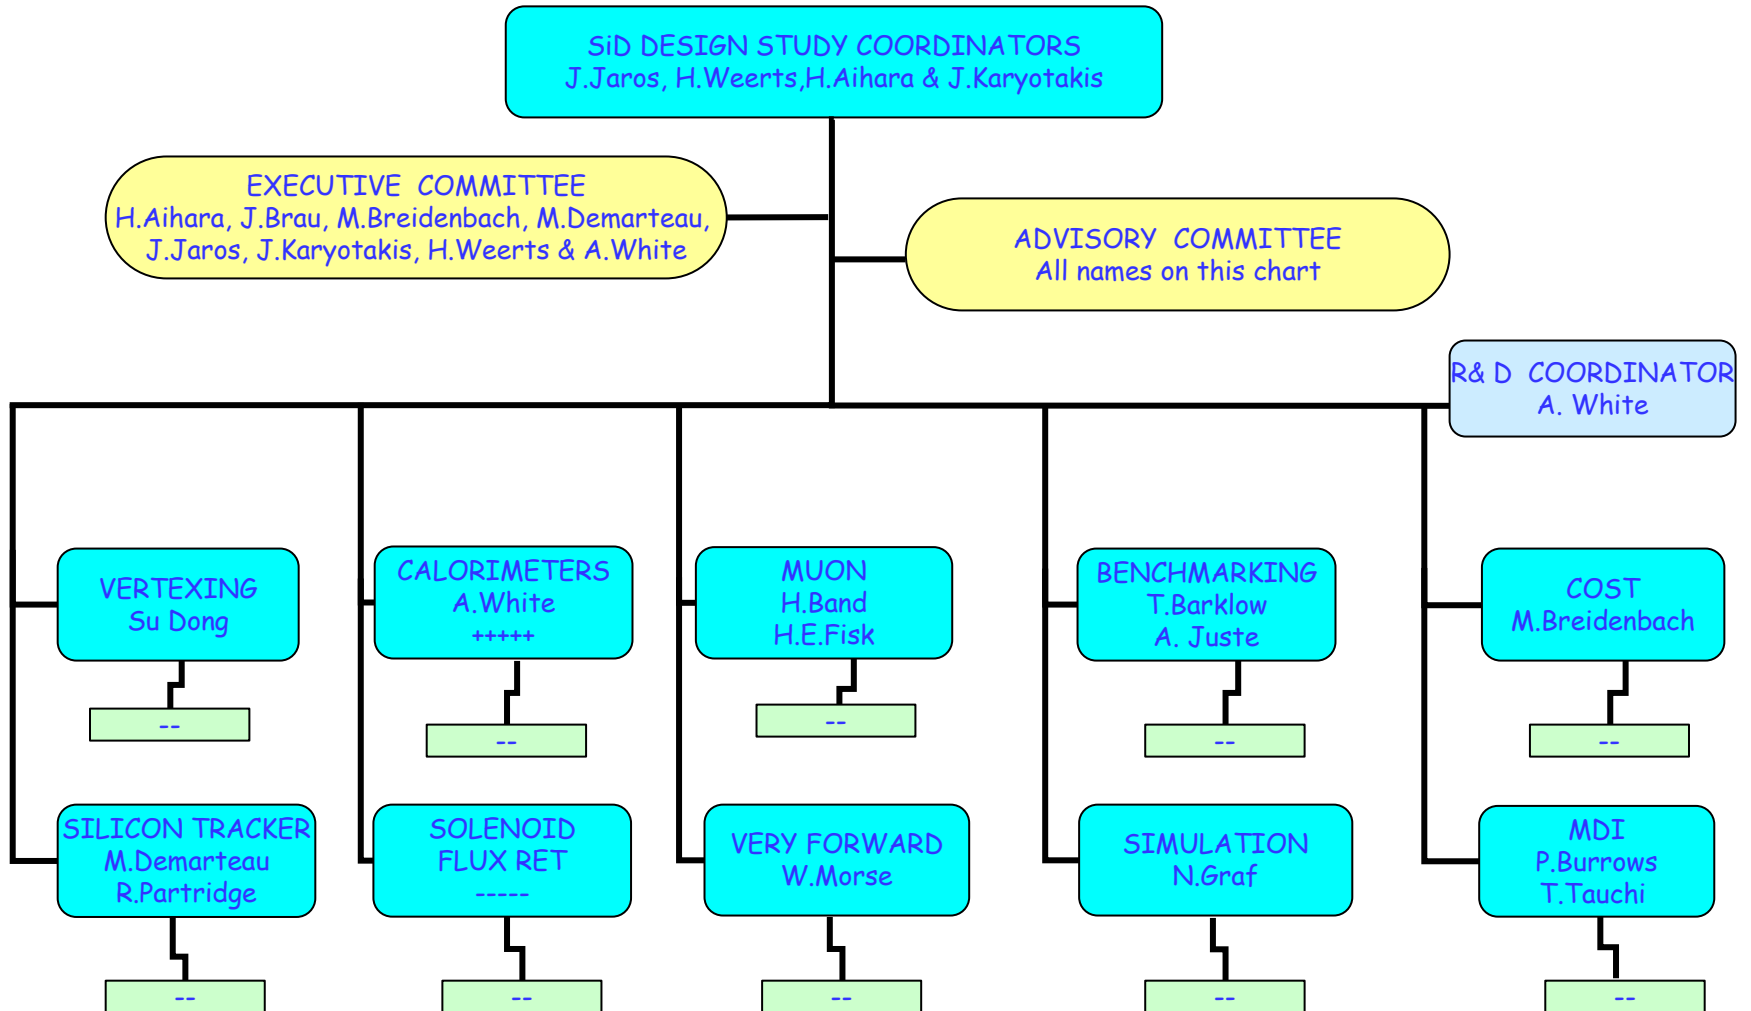 SiD DESIGN STUDY COORDINATORS
J.Jaros, H.Weerts,H.Aihara & J.Karyotakis
EXECUTIVE COMMITTEE
H.Aihara, J.Brau, M.Breidenbach, M.Demarteau,
J.Jaros, J.Karyotakis, H.Weerts & A.White
ADVISORY COMMITTEE
All names on this chart
R& D COORDINATOR
A. White
VERTEXING
Su Dong
--
CALORIMETERS
A.White
+++++
--
MUON
H.Band
H.E.Fisk
--
BENCHMARKING
T.Barklow
A. Juste
--
COST
M.Breidenbach
--
SILICON TRACKER
M.Demarteau
R.Partridge
--
SOLENOID
FLUX RET
-----
--
VERY FORWARD
W.Morse
--
SIMULATION
N.Graf
--
MDI
P.Burrows
T.Tauchi
--